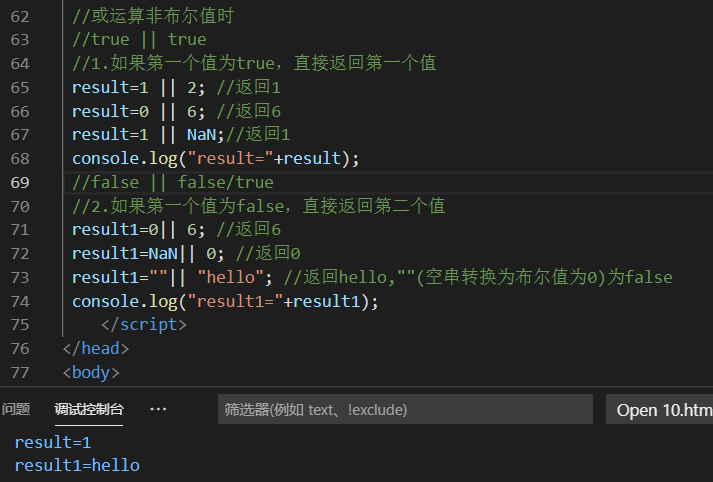 62 //或运算非布尔值时
63 //true || true
64 //1.如果第一个值为true，直接返回第一个值
65 result=1 || 2; //返回1
66 result=0 || 6; //返回6
67 result=1 || NaN;//返回1
68 console.log("result="+result);
69 //false || false/true
70 //2.如果第一个值为false，直接返回第二个值
71 result1=0|| 6; //返回6
72 result1=NaN|| 0; //返回0
73 result1=""|| "hello"; //返回hello,""(空串转换为布尔值为0)为false
74 console.log("result1="+result1);
75 </script>
76 </head>
77 <body>
问题 调试控制台 ··· 筛选器(例如 text、!exclude) Open 10.htm
result=1
result1=hello